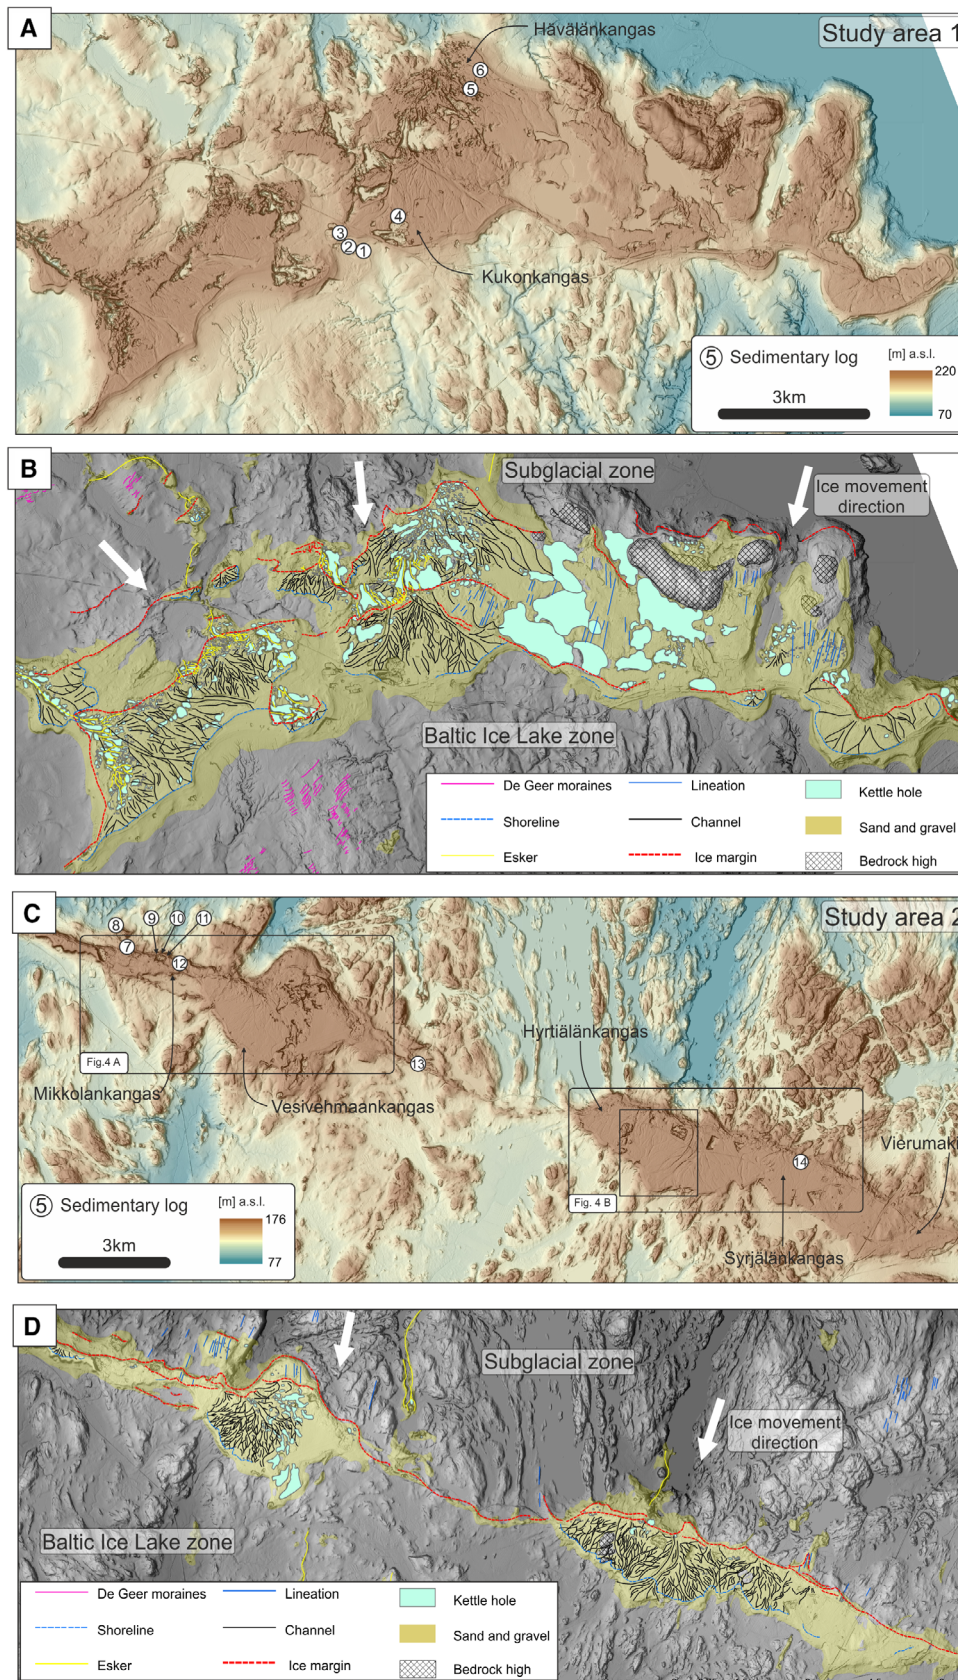 A
Hävälänkangas
Study area 1
6
5
4
3
2
1
Kukonkangas
5 Sedimentary log
[m] a.s.l.
220
3km
70
B
Subglacial zone
Ice movement
direction
Baltic Ice Lake zone
De Geer moraines
Lineation
Kettle hole
Shoreline
Channel
Sand and gravel
Esker
Ice margin
Bedrock high
C
Study area 2
8
9
10
11
7
12
Hyrtiälänkangas
Fig.4 A
13
Mikkolankangas
Vesivehmaankangas
Vierumäki
14
5 Sedimentary log
[m] a.s.l.
176
Fig. 4 B
3km
77
Syrjälänkangas
D
Subglacial zone
Ice movement
direction
Baltic Ice Lake zone
De Geer moraines
Lineation
Kettle hole
Shoreline
Channel
Sand and gravel
Esker
Ice margin
Bedrock high